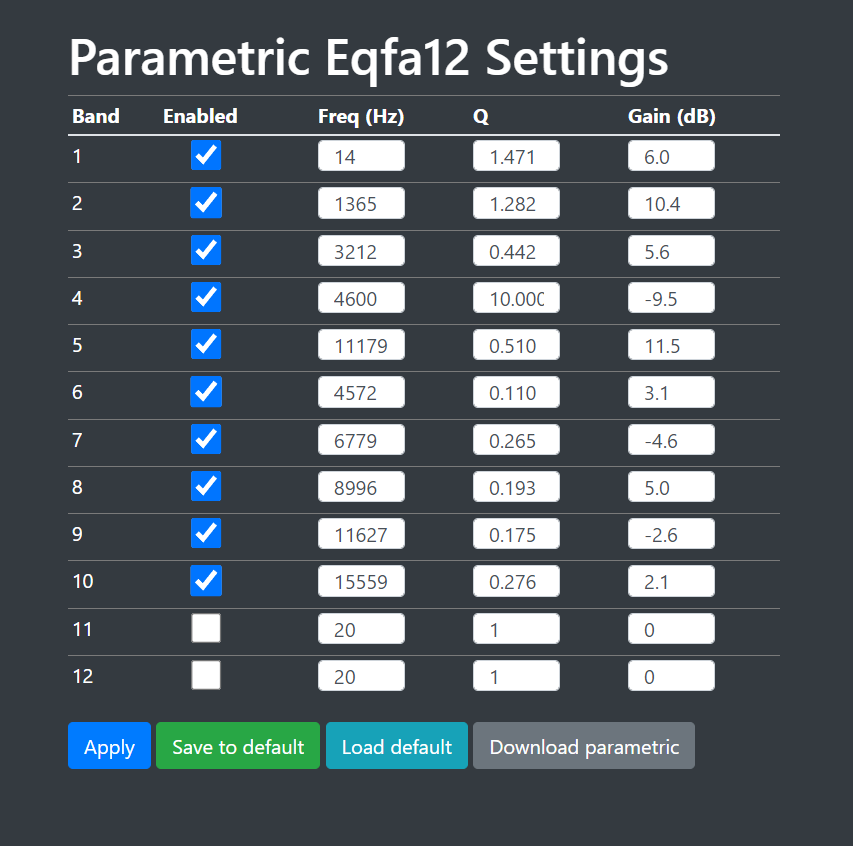 Parametric Eqfa12 Settings
Band Enabled Freq (Hz) Q Gain (dB)
1 14 1.471 6.0
2 1365 1.282 10.4
3 3212 0.442 5.6
4 4600 10.000 -9.5
5 11179 0.510 11.5
6 4572 0.110 3.1
7 6779 0.265 -4.6
8 8996 0.193 5.0
9 11627 0.175 -2.6
10 15559 0.276 2.1
11 20 1 0
12 20 1 0
Apply Save to default Load default Download parametric